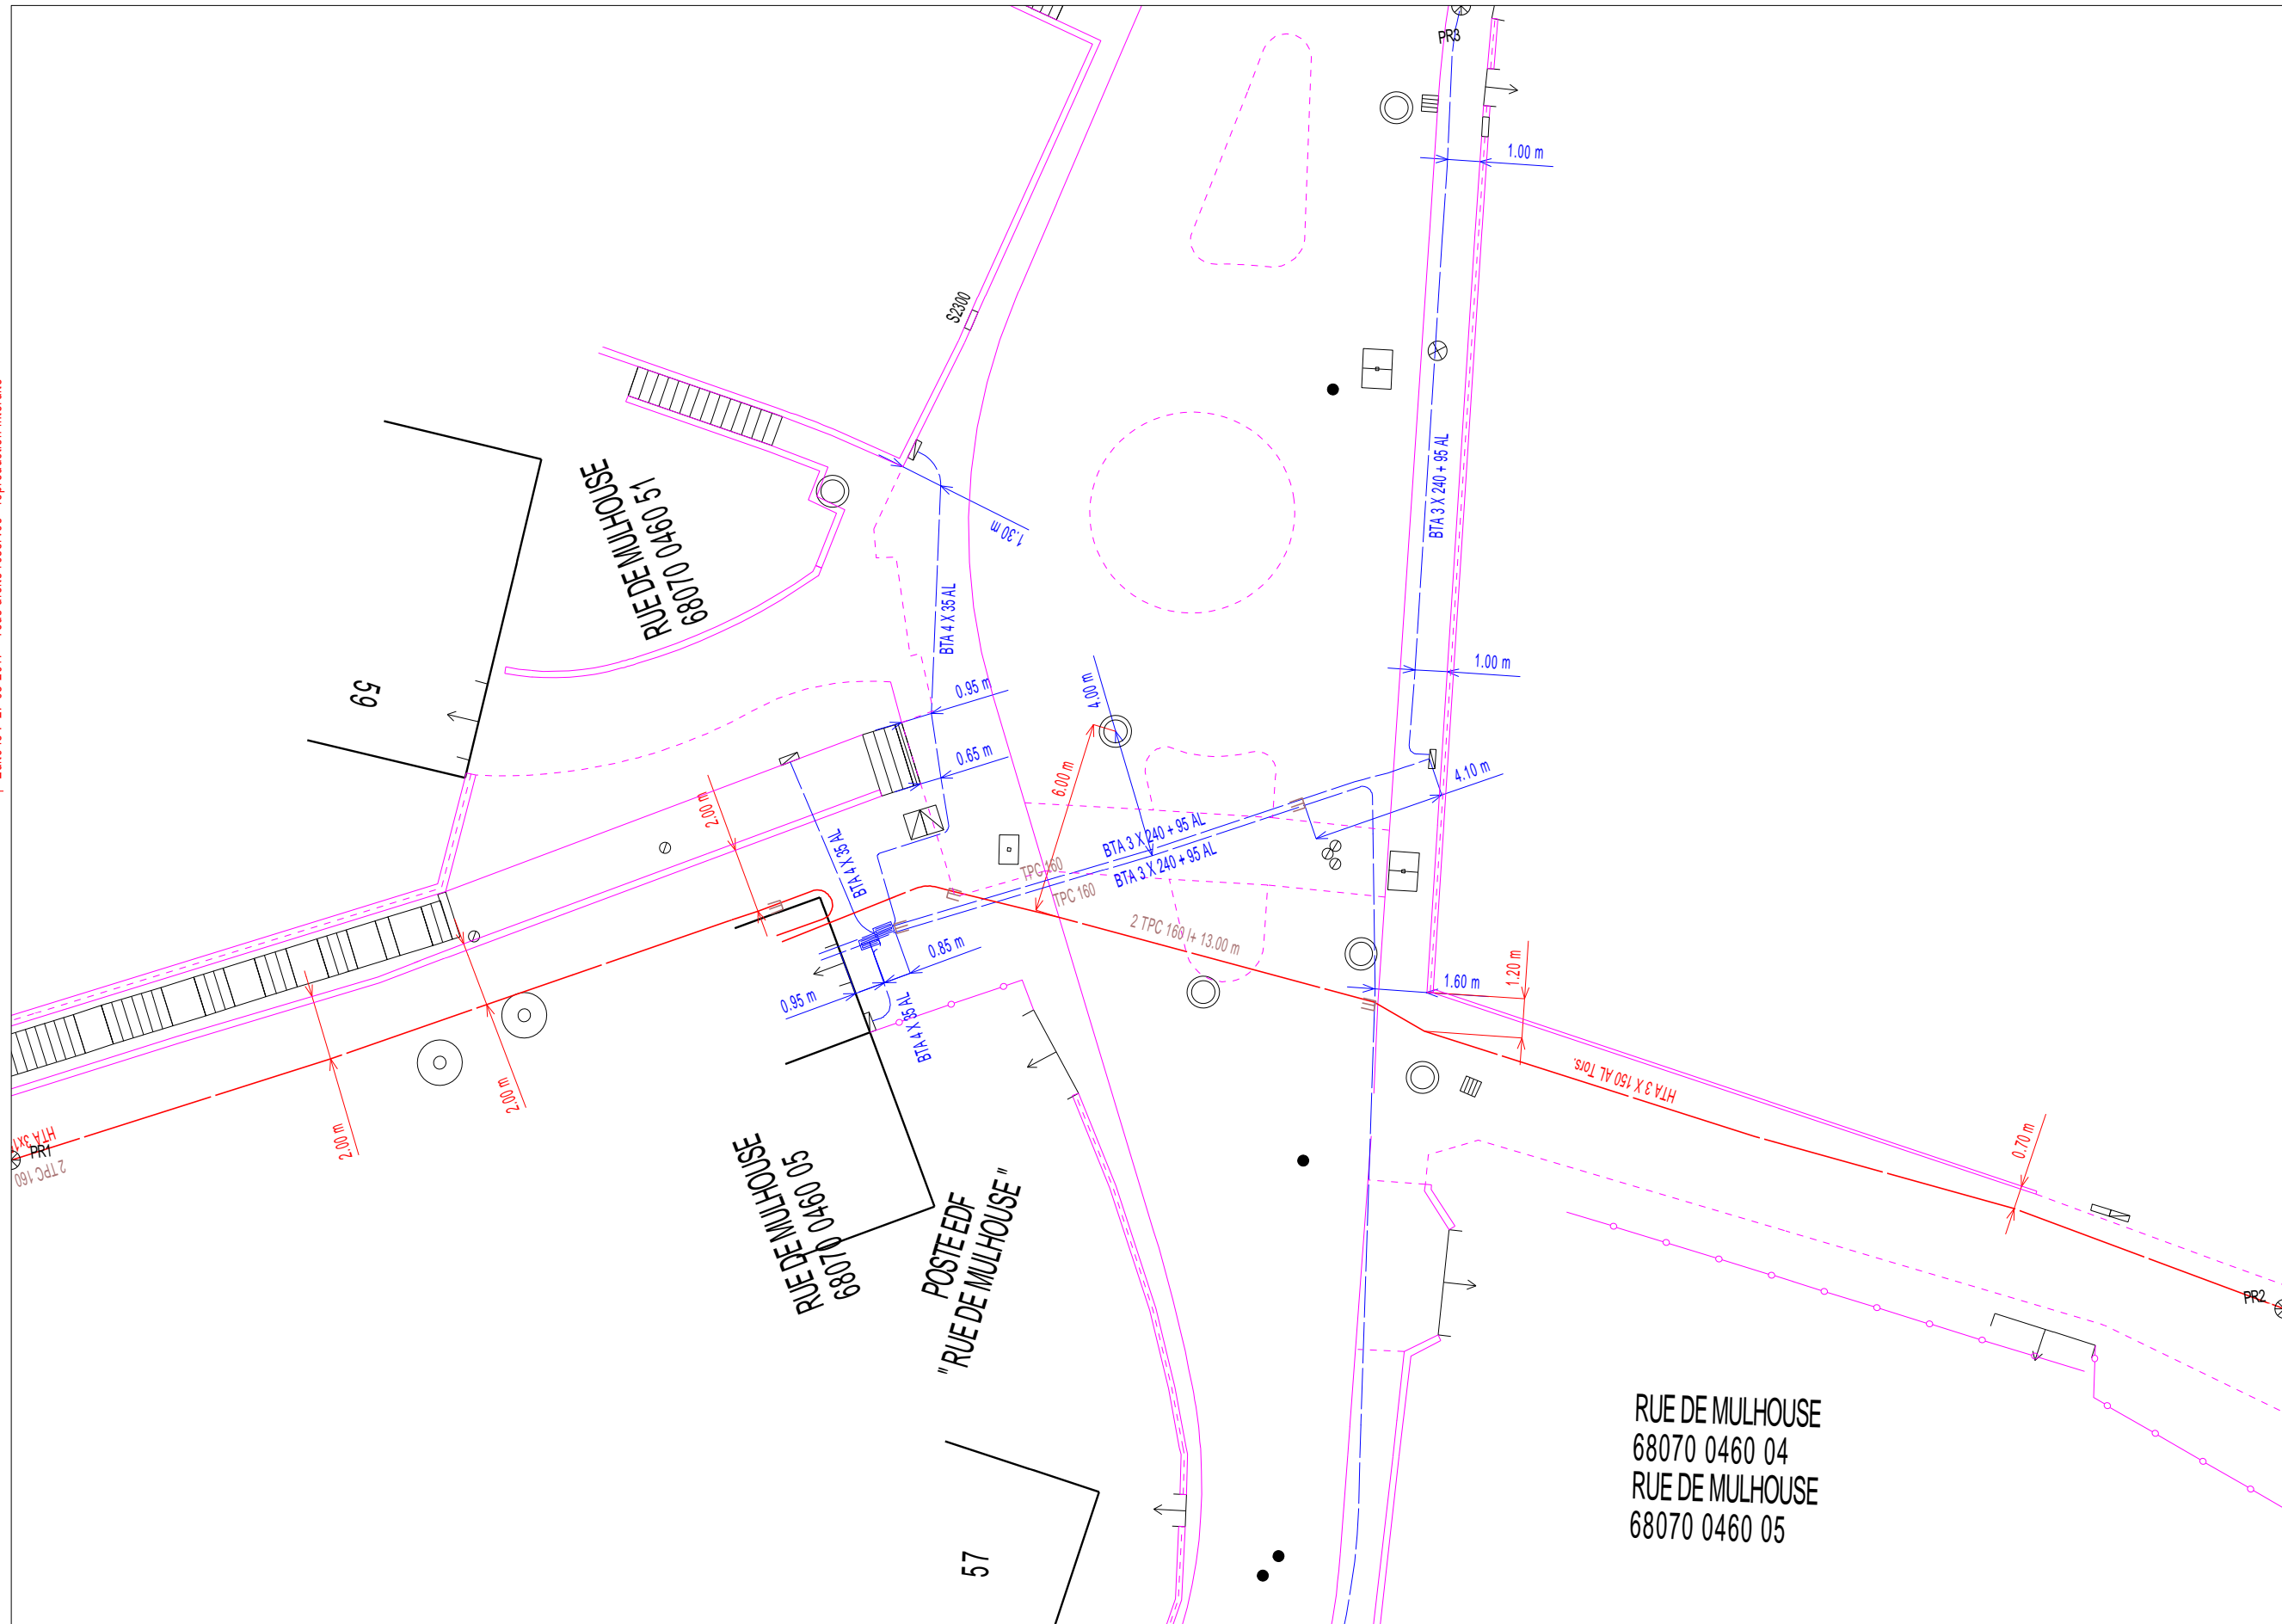 PR3
1.00 m
S2300
BTA 3 X 240 + 95 AL
RUE DE MULHOUSE
68070 0460 51
1.30 m
BTA 4 X 35 AL
59
0.95 m
4.00 m
1.00 m
0.65 m
6.00 m
4.10 m
2.00 m
BTA 3 X 240 + 95 AL
BTA 4 X 35 AL
BTA 3 X 240 + 95 AL
TPC 160
TPC 160
2 TPC 160 l+ 13.00 m
0.85 m
1.20 m
1.60 m
0.95 m
BTA 4 X 35 AL
HTA 3 X 150 AL Tors.
2.00 m
2.00 m
0.70 m
PR1
2 TPC 160
RUE DE MULHOUSE
68070 0460 05
POSTE EDF
" RUE DE MULHOUSE "
PR2
RUE DE MULHOUSE
68070 0460 04
RUE DE MULHOUSE
68070 0460 05
57